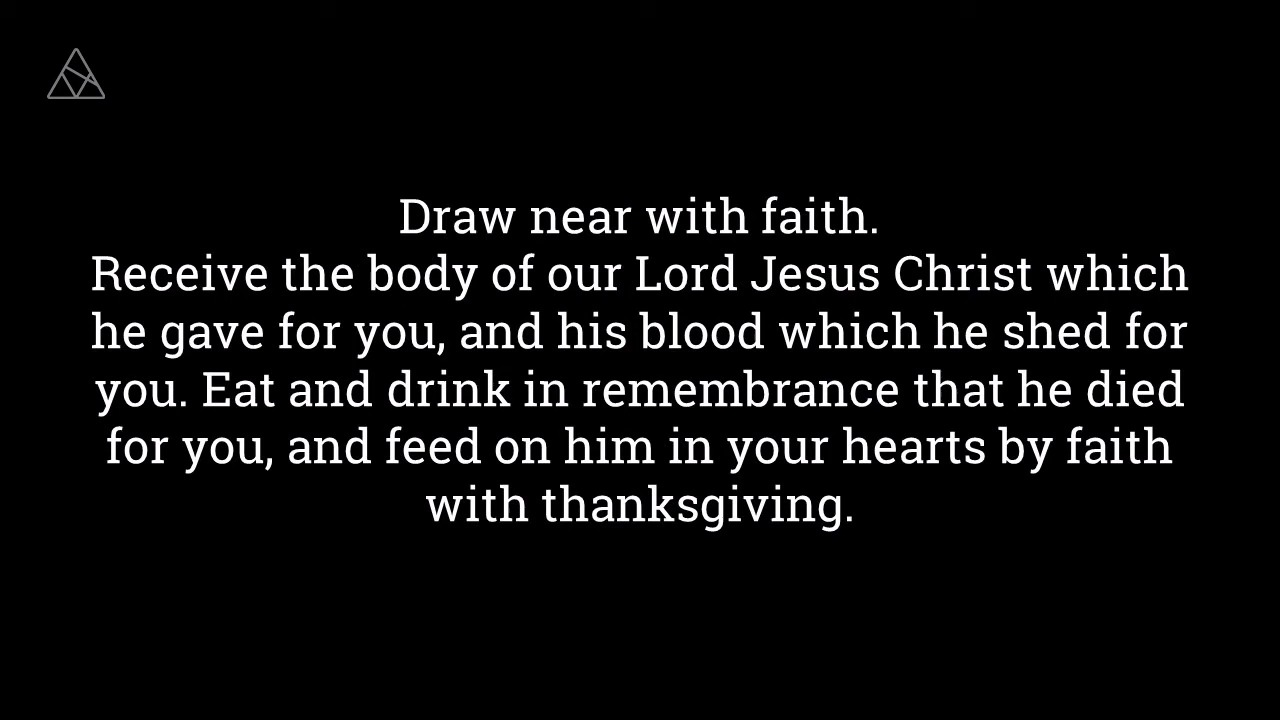 Draw near with faith.
Receive the body of our Lord Jesus Christ which
he gave for you, and his blood which he shed for
you. Eat and drink in remembrance that he died
for you, and feed on him in your hearts by faith
with thanksgiving.